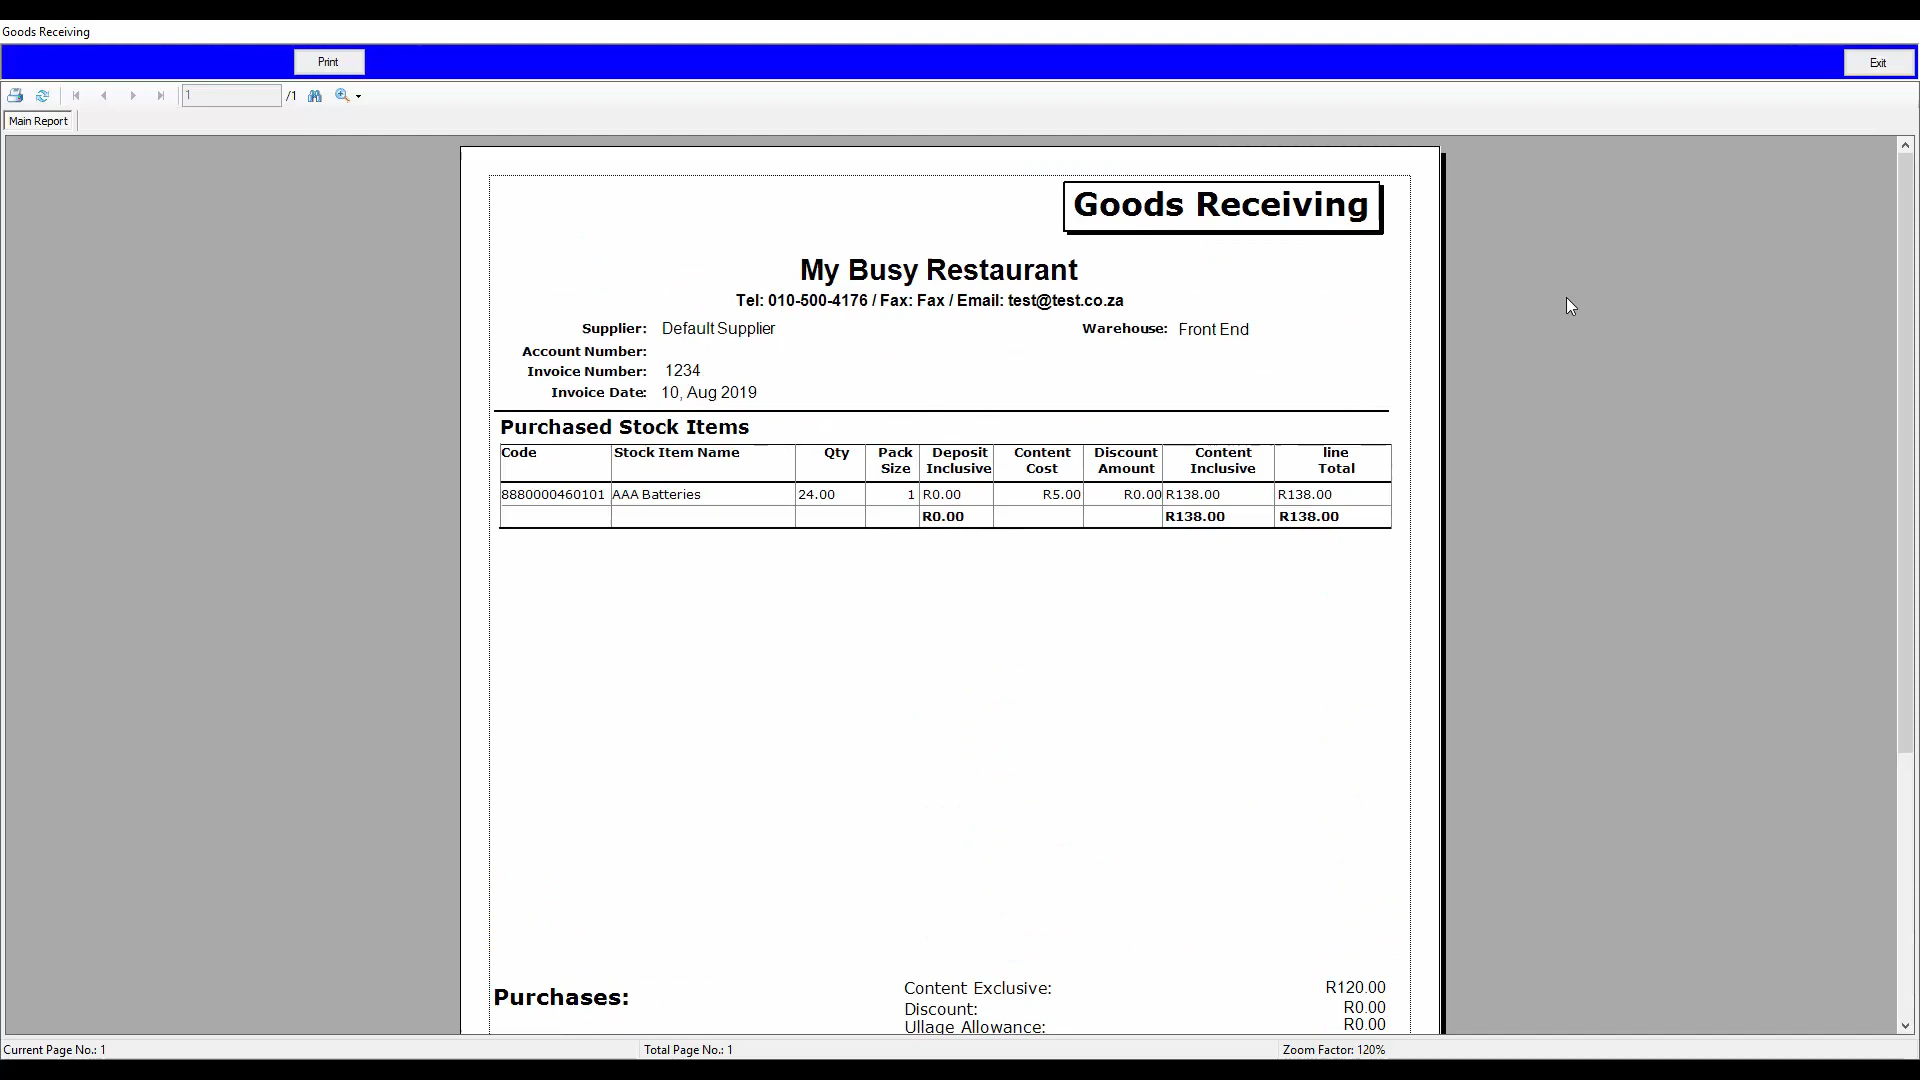 Goods Receiving
Print
Exit
1 /1
Main Report
Goods Receiving
My Busy Restaurant
Tel: 010-500-4176 / Fax: Fax / Email: test@test.co.za
Supplier: Default Supplier Warehouse: Front End
Account Number:
Invoice Number: 1234
Invoice Date: 10, Aug 2019
Purchased Stock Items
Code Stock Item Name Qty Pack Size Deposit Inclusive Content Cost Discount Amount Content Inclusive line Total
8880000460101 AAA Batteries 24.00 1 R0.00 R5.00 R0.00 R138.00 R138.00
R0.00 R138.00 R138.00
Purchases: Content Exclusive: R120.00
Discount: R0.00
Ullage Allowance: R0.00
Current Page No.: 1 Total Page No.: 1 Zoom Factor: 120%